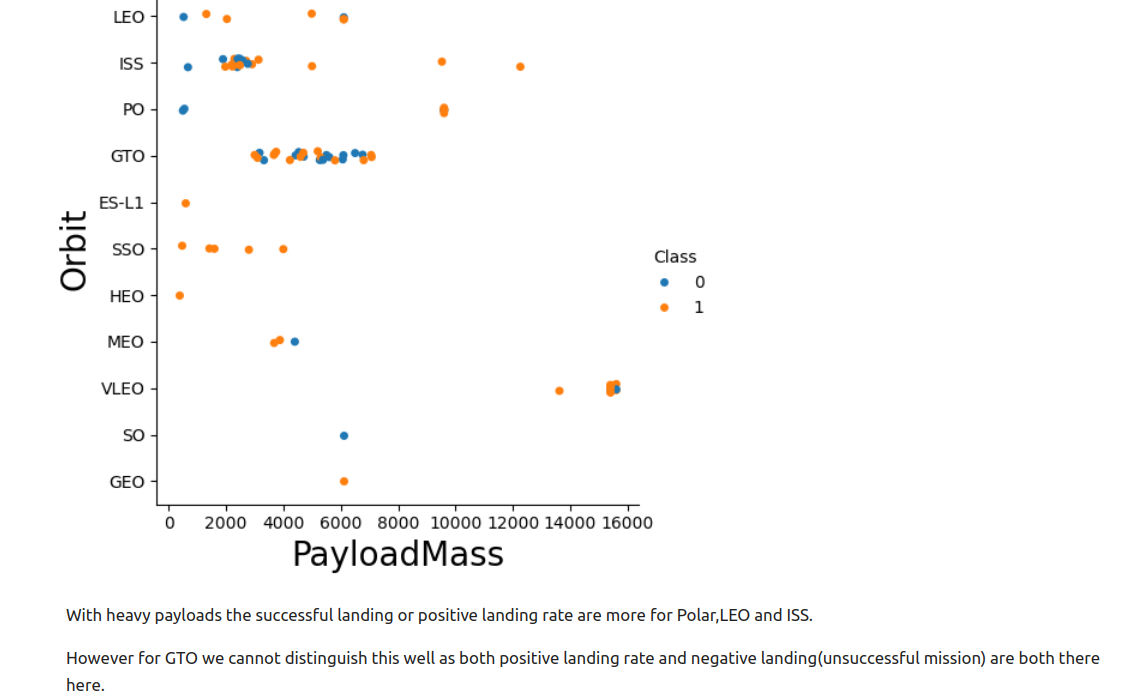 LEO
ISS
PO
GTO
ES-L1
SSO
HEO
MEO
VLEO
SO
GEO
Orbit
Class
0
1
0 2000 4000 6000 8000 10000 12000 14000 16000
PayloadMass
With heavy payloads the successful landing or positive landing rate are more for Polar,LEO and ISS.
However for GTO we cannot distinguish this well as both positive landing rate and negative landing(unsuccessful mission) are both there
here.